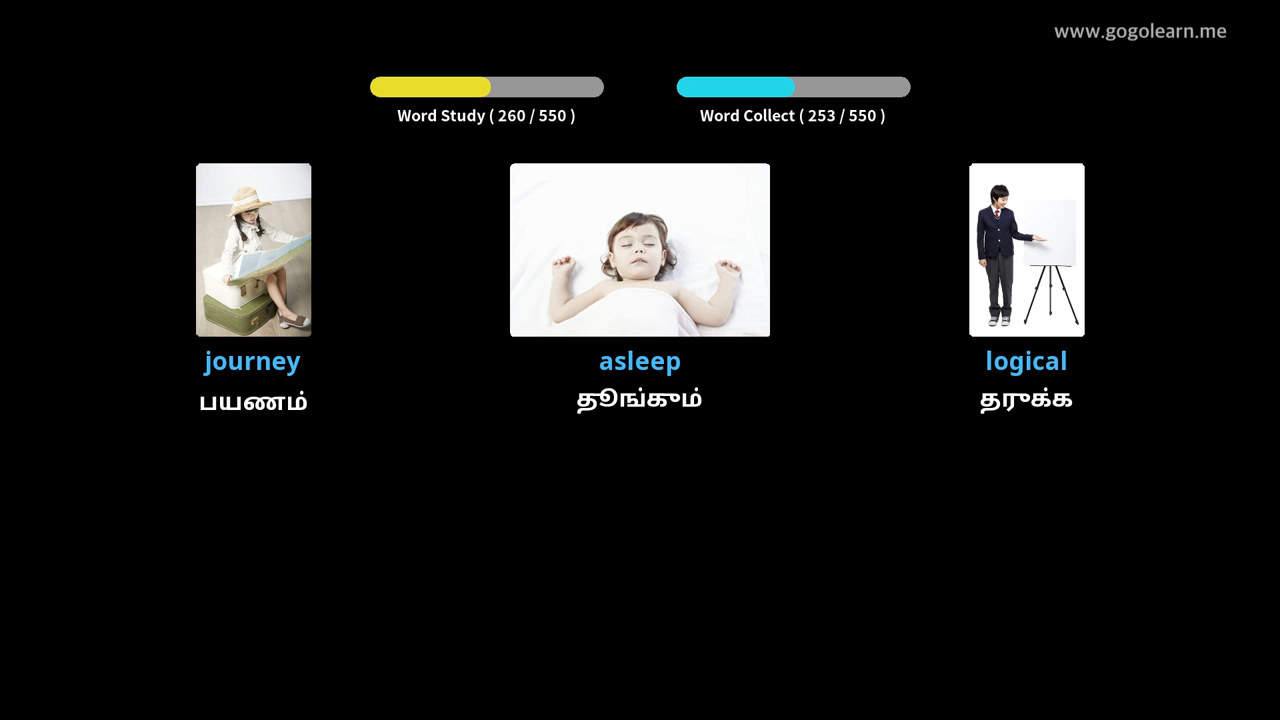 www.gogolearn.me
Word Study ( 260 / 550 )
Word Collect ( 253 / 550 )
journey
பயணம்
asleep
தூங்கும்
logical
தருக்க